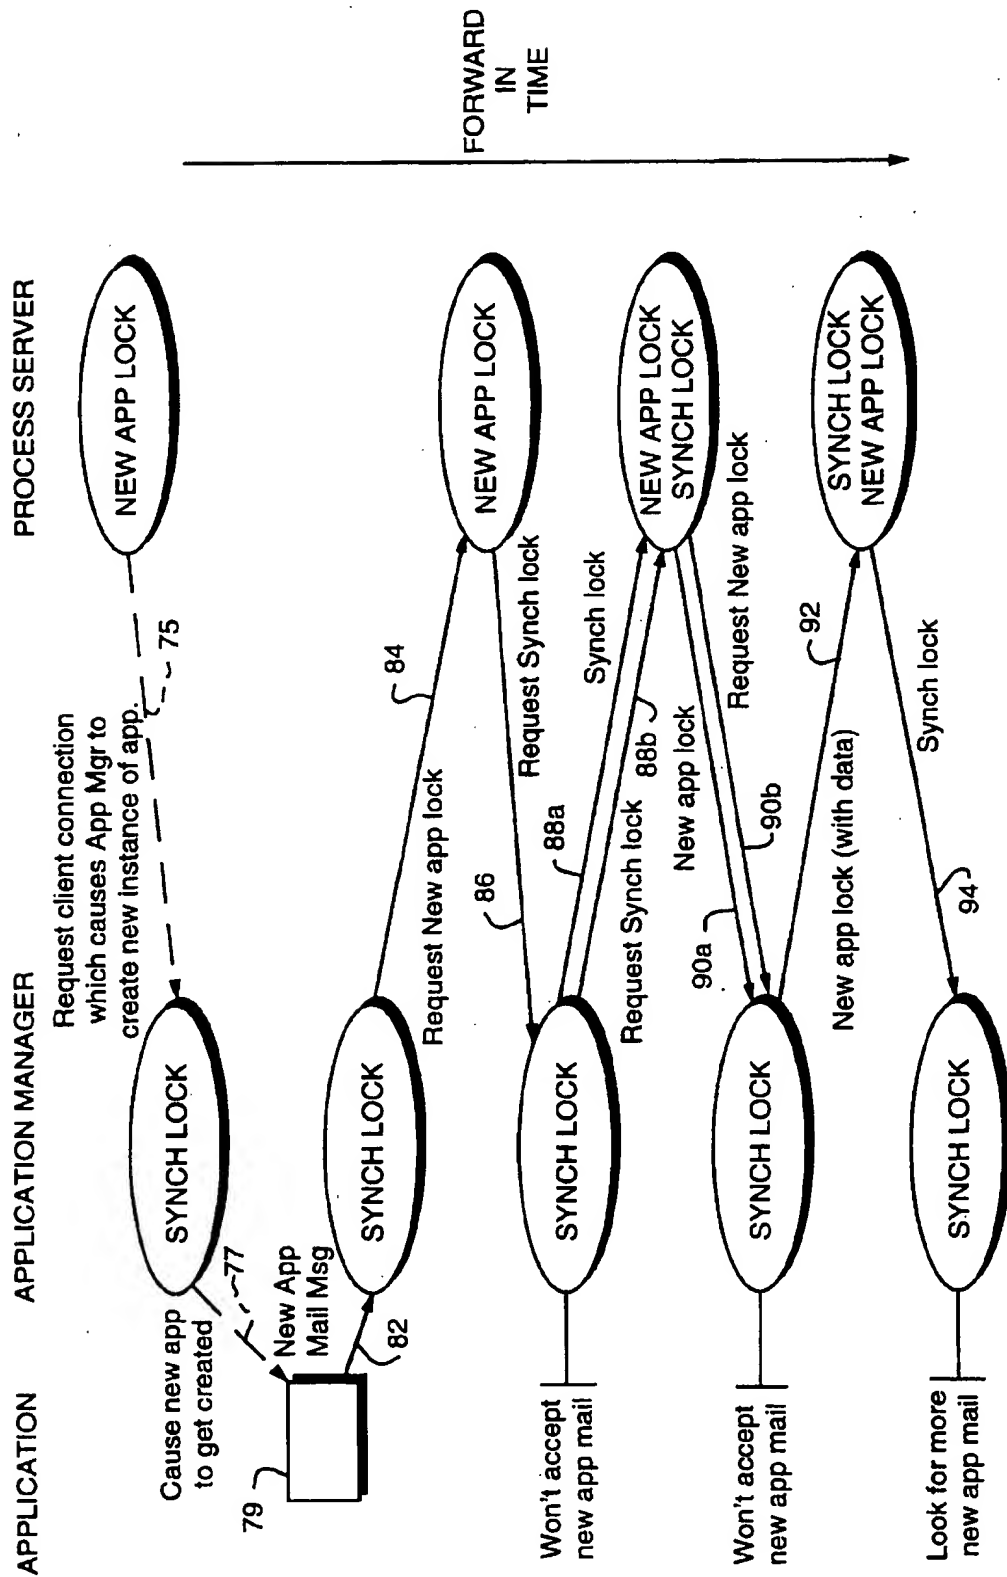 APPLICATION
APPLICATION MANAGER
PROCESS SERVER
Request client connection
which causes App Mgr to
create new instance of app.
75
SYNCH LOCK
NEW APP LOCK
FORWARD
IN
TIME
Cause new app
to get created
77
79
New App
Mail Msg
82
SYNCH LOCK
84
Request New app lock
NEW APP LOCK
86
Request Synch lock
Won't accept
new app mail
SYNCH LOCK
88a
Synch lock
Request Synch lock
88b
NEW APP LOCK
SYNCH LOCK
New app lock
90a
Request New app lock
90b
Won't accept
new app mail
SYNCH LOCK
92
New app lock (with data)
SYNCH LOCK
NEW APP LOCK
Synch lock
94
Look for more
new app mail
SYNCH LOCK